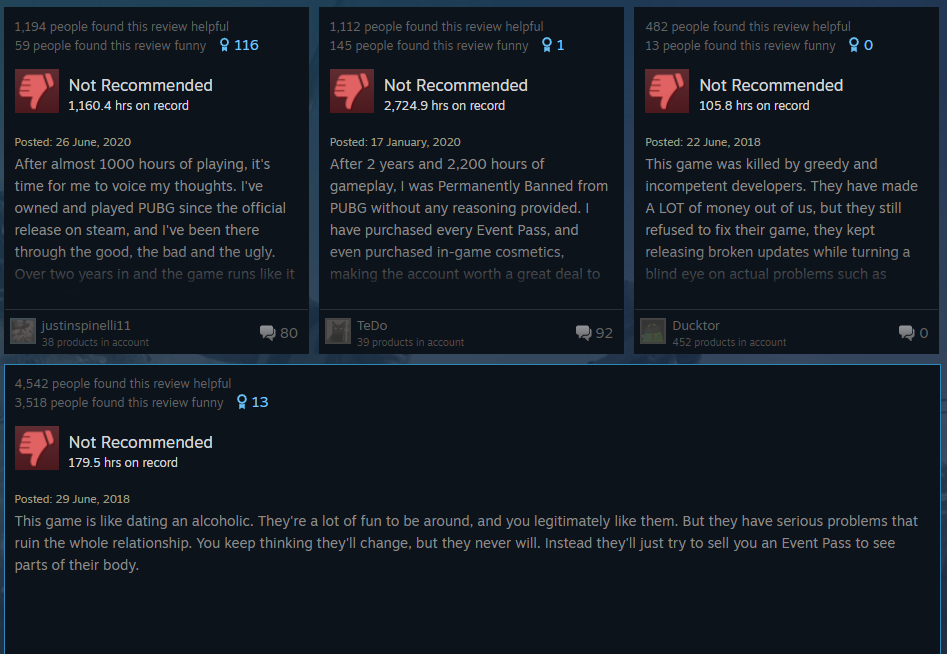 1,194 people found this review helpful
59 people found this review funny 116
Not Recommended
1,160.4 hrs on record
Posted: 26 June, 2020
After almost 1000 hours of playing, it's
time for me to voice my thoughts. I've
owned and played PUBG since the official
release on steam, and I've been there
through the good, the bad and the ugly.
Over two years in and the game runs like it
justinspinelli11
38 products in account
80
1,112 people found this review helpful
145 people found this review funny 1
Not Recommended
2,724.9 hrs on record
Posted: 17 January, 2020
After 2 years and 2,200 hours of
gameplay, I was Permanently Banned from
PUBG without any reasoning provided. I
have purchased every Event Pass, and
even purchased in-game cosmetics,
making the account worth a great deal to
TeDo
39 products in account
92
482 people found this review helpful
13 people found this review funny 0
Not Recommended
105.8 hrs on record
Posted: 22 June, 2018
This game was killed by greedy and
incompetent developers. They have made
A LOT of money out of us, but they still
refused to fix their game, they kept
releasing broken updates while turning a
blind eye on actual problems such as
Ducktor
452 products in account
0
4,542 people found this review helpful
3,518 people found this review funny 13
Not Recommended
179.5 hrs on record
Posted: 29 June, 2018
This game is like dating an alcoholic. They're a lot of fun to be around, and you legitimately like them. But they have serious problems that
ruin the whole relationship. You keep thinking they'll change, but they never will. Instead they'll just try to sell you an Event Pass to see
parts of their body.